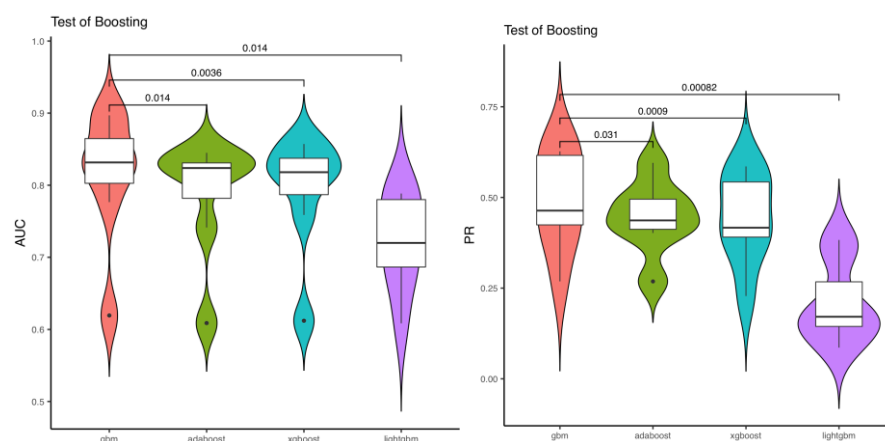 Test of Boosting
AUC
1.0
0.9
0.8
0.7
0.6
0.5
0.014
0.0036
0.014
gbm
adaboost
xgboost
lightgbm
Test of Boosting
PR
0.75
0.50
0.25
0.00
0.00082
0.0009
0.031
gbm
adaboost
xgboost
lightgbm